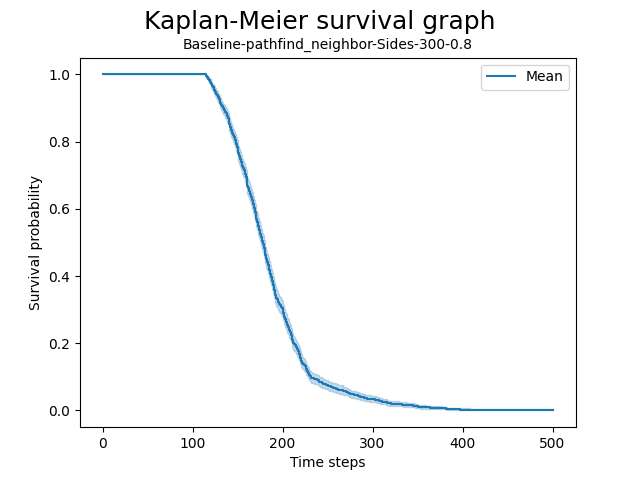 Kaplan-Meier survival graph
Baseline-pathfind_neighbor-Sides-300-0.8
Mean
Survival probability
1.0
0.8
0.6
0.4
0.2
0.0
0 100 200 300 400 500
Time steps